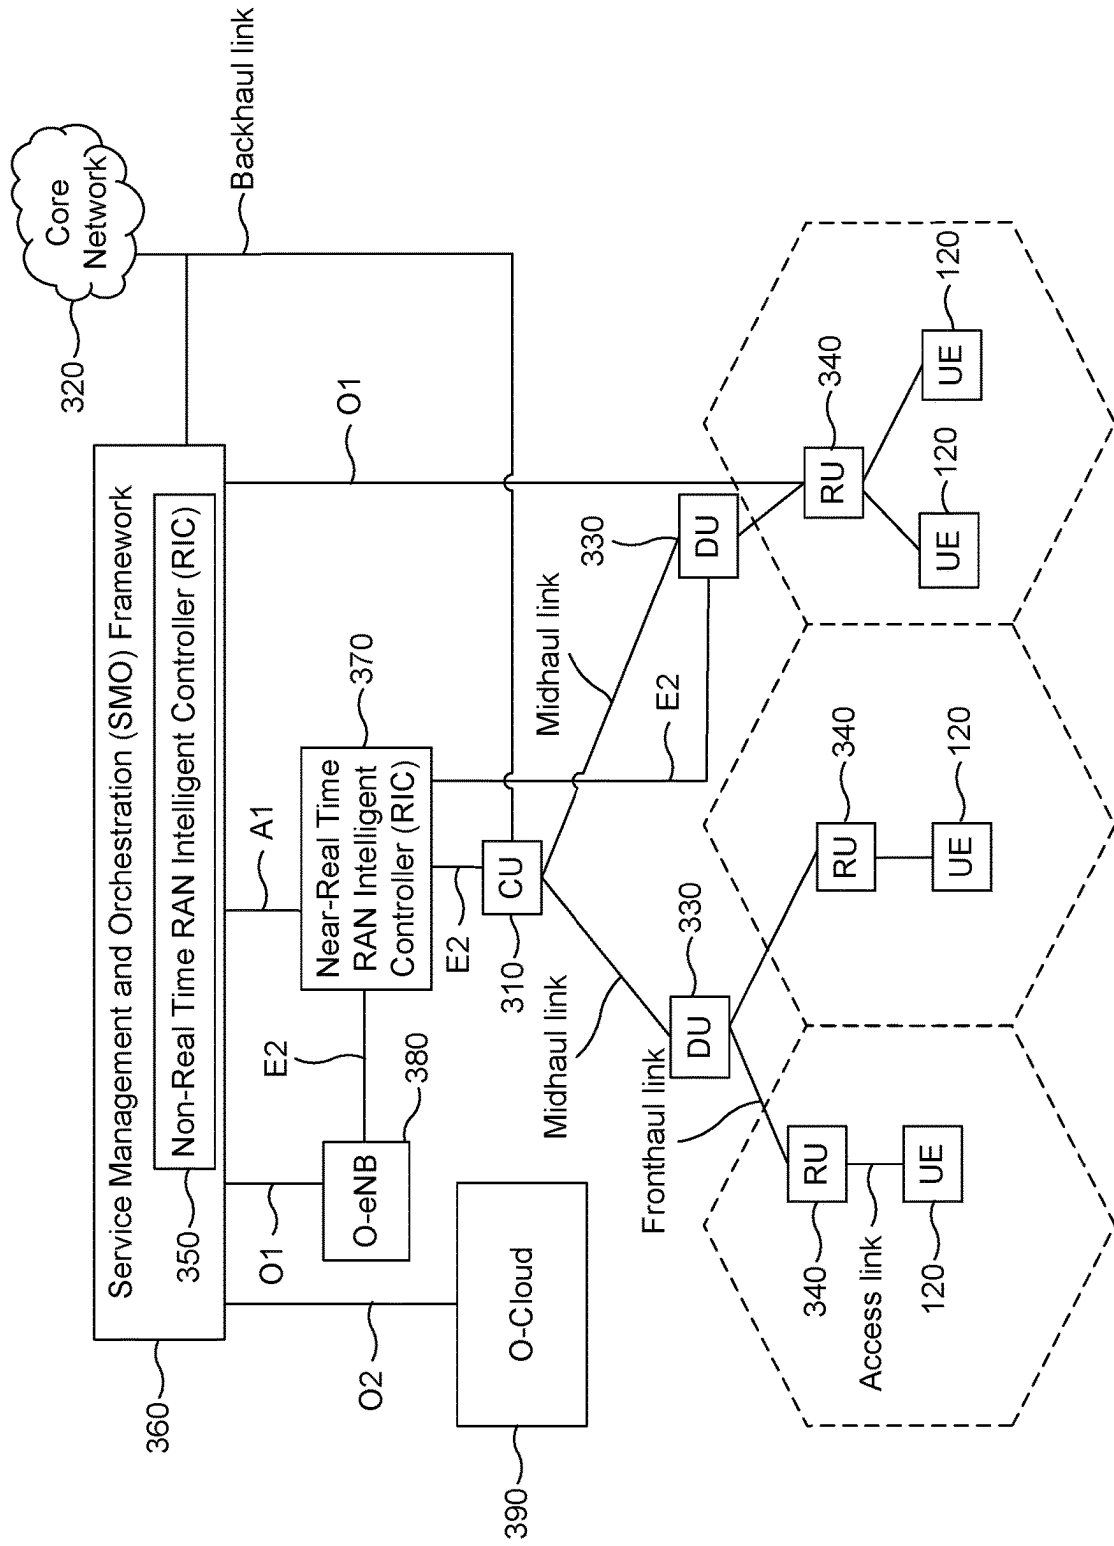 Service Management and Orchestration (SMO) Framework
Non-Real Time RAN Intelligent Controller (RIC)
360
350
Core
Network
320
Backhaul link
O1
A1
O1
O2
Near-Real Time
RAN Intelligent
Controller (RIC)
370
E2
O-eNB
380
O-Cloud
390
E2
CU
310
E2
Midhaul link
Midhaul link
DU
330
DU
330
Fronthaul link
RU
340
Access link
UE
120
RU
340
UE
120
RU
340
UE
120
UE
120